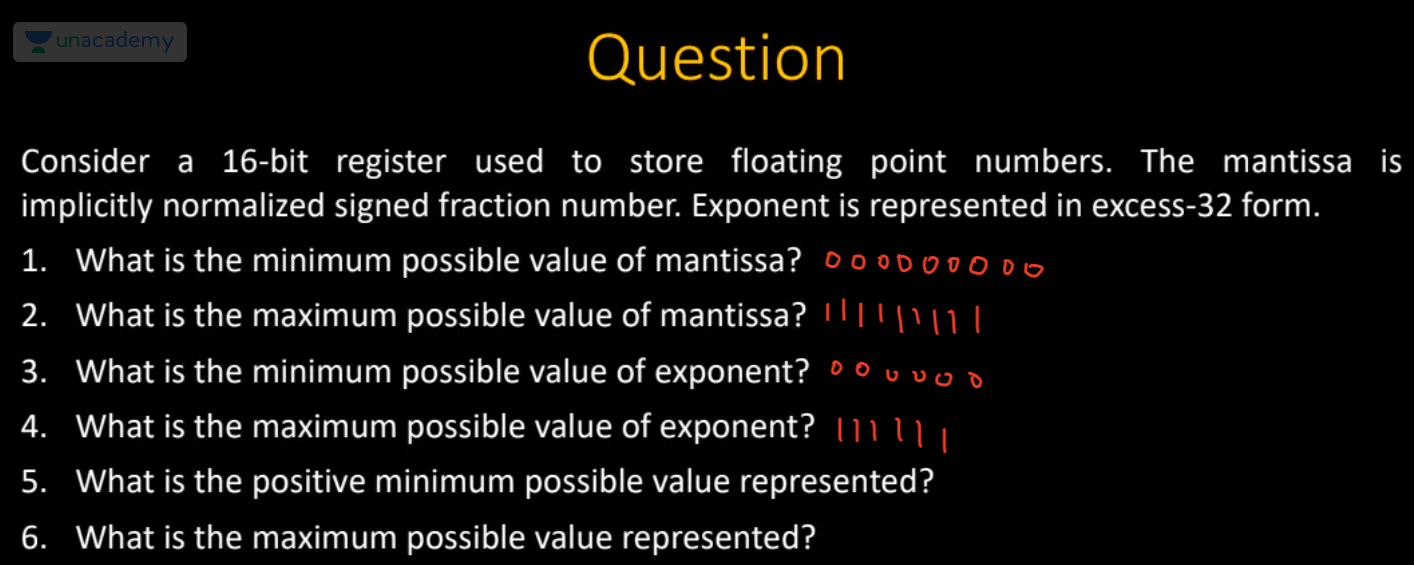 unacademy
Question
Consider a 16-bit register used to store floating point numbers. The mantissa is
implicitly normalized signed fraction number. Exponent is represented in excess-32 form.
1. What is the minimum possible value of mantissa? 000000000
2. What is the maximum possible value of mantissa? 111111111
3. What is the minimum possible value of exponent? 000000
4. What is the maximum possible value of exponent? 111111
5. What is the positive minimum possible value represented?
6. What is the maximum possible value represented?